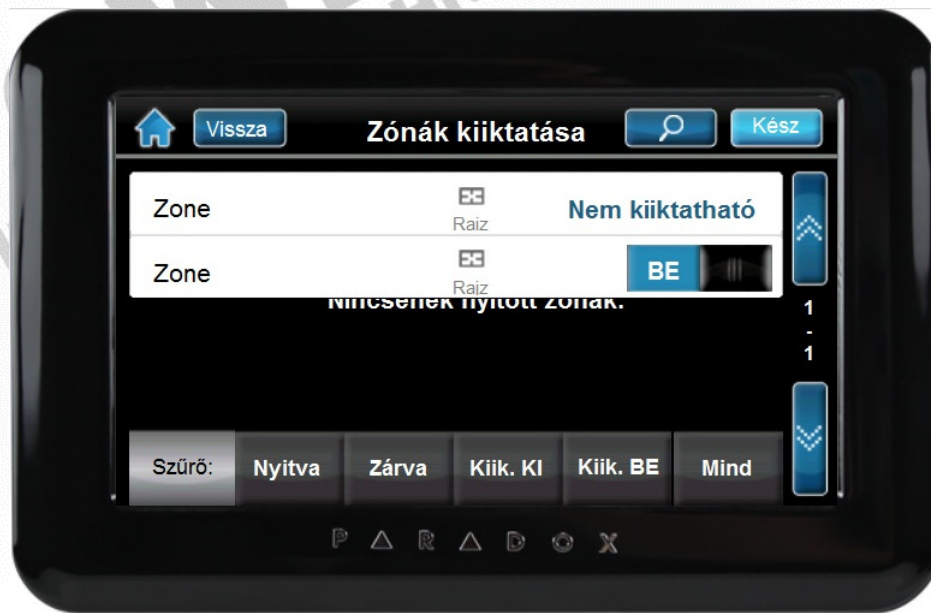 Vissza
Zónák kiiktatása
Kész
Zone
Raiz
Nem kiiktatható
Zone
Raiz
BE
Nincsenek nyitott zónák.
1
-
1
Szűrő:
Nyitva
Zárva
Kiik. KI
Kiik. BE
Mind
PARADOX